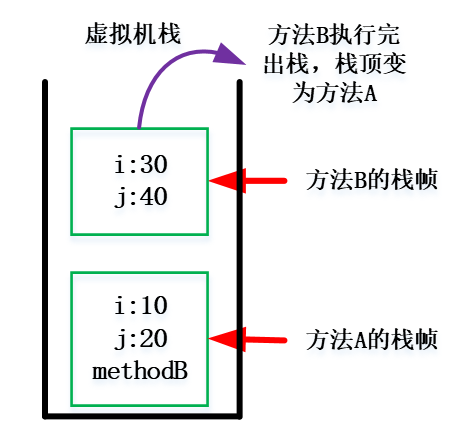 虚拟机栈
方法B执行完
出栈，栈顶变
为方法A
i:30
j:40
方法B的栈帧
i:10
j:20
methodB
方法A的栈帧